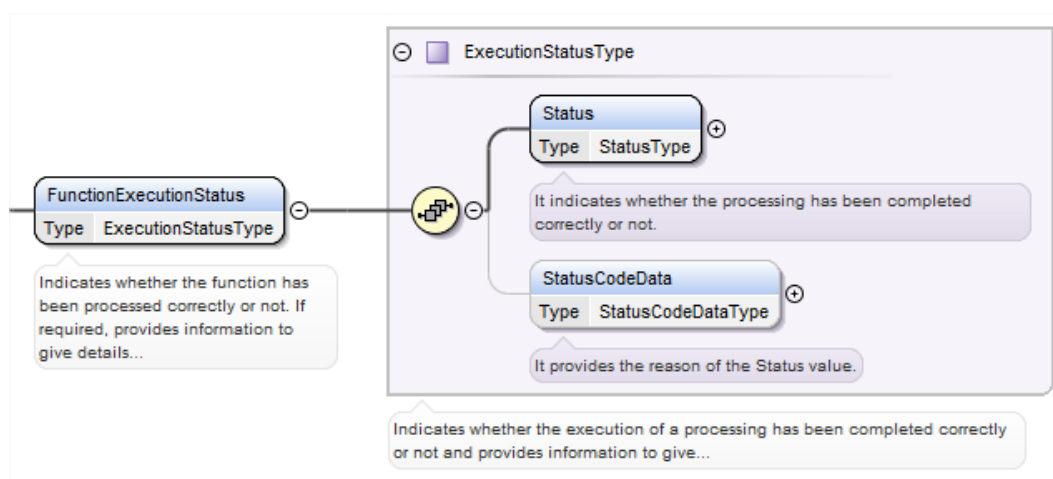 ExecutionStatusType
Status
Type StatusType
It indicates whether the processing has been completed
correctly or not.
FunctionExecutionStatus
Type ExecutionStatusType
Indicates whether the function has
been processed correctly or not. If
required, provides information to
give details...
StatusCodeData
Type StatusCodeDataType
It provides the reason of the Status value.
Indicates whether the execution of a processing has been completed correctly
or not and provides information to give...